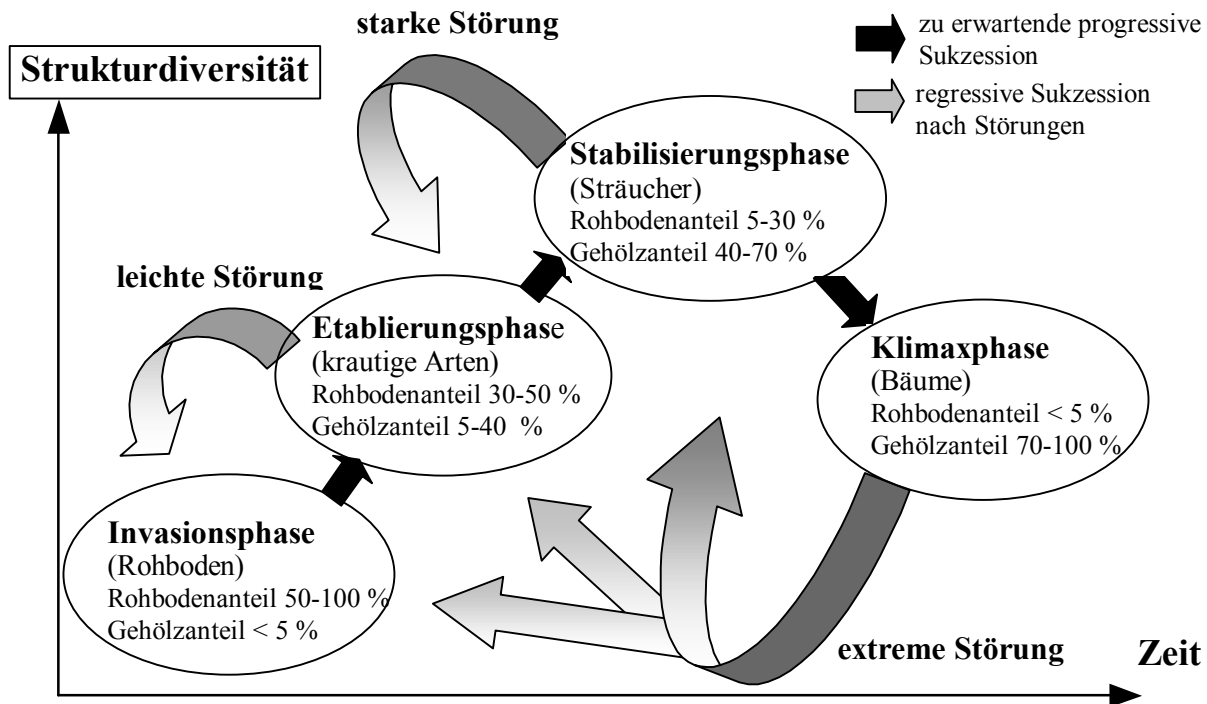 starke Störung
zu erwartende progressive
Sukzession
regressive Sukzession
nach Störungen
Strukturdiversität
Stabilisierungsphase
(Sträucher)
Rohbodenanteil 5-30 %
Gehölzanteil 40-70 %
leichte Störung
Etablierungsphase
(krautige Arten)
Rohbodenanteil 30-50 %
Gehölzanteil 5-40 %
Klimaxphase
(Bäume)
Rohbodenanteil < 5 %
Gehölzanteil 70-100 %
Invasionsphase
(Rohboden)
Rohbodenanteil 50-100 %
Gehölzanteil < 5 %
extreme Störung
Zeit